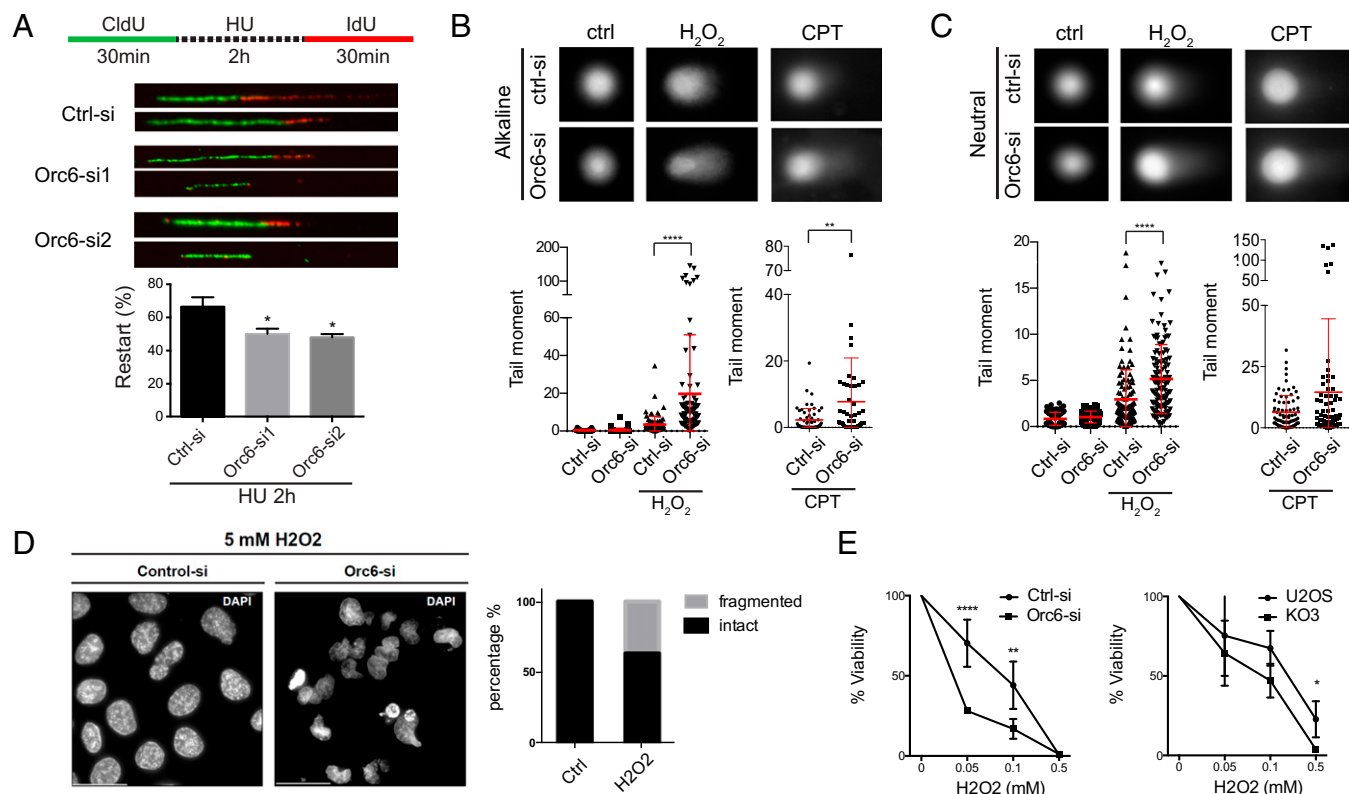 A
CldU HU IdU
30min 2h 30min
Ctrl-si
Orc6-si1
Orc6-si2
Restart (%)
80
60
40
20
0
* *
Ctrl-si Orc6-si1 Orc6-si2
HU 2h
B
ctrl H2O2 CPT
Alkaline
ctrl-si
Orc6-si
Tail moment
200
100
60
40
20
0
****
Ctrl-si Orc6-si Ctrl-si Orc6-si
H2O2
Tail moment
80
70
40
20
0
**
Ctrl-si Orc6-si
CPT
C
ctrl H2O2 CPT
Neutral
ctrl-si
Orc6-si
Tail moment
20
15
10
5
0
****
Ctrl-si Orc6-si Ctrl-si Orc6-si
H2O2
Tail moment
150
100
50
50
25
0
Ctrl-si Orc6-si
CPT
D
5 mM H2O2
Control-si Orc6-si
DAPI DAPI
percentage %
100
50
0
Ctrl H2O2
fragmented
intact
E
% Viability
100
50
0
Ctrl-si
Orc6-si
**** **
0 0.05 0.1 0.5
H2O2 (mM)
% Viability
100
50
0
U2OS
KO3
*
0 0.05 0.1 0.5
H2O2 (mM)